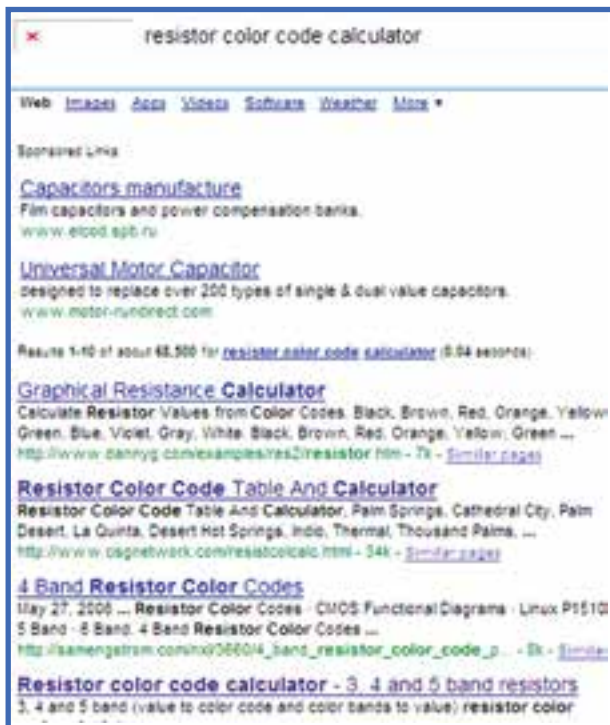 resistor color code calculator
Web Images Apps Videos Software Weather More ▾
Sponsored Links
Capacitors manufacture
Film capacitors and power compensation banks.
www.elcod.spb.ru
Universal Motor Capacitor
designed to replace over 200 types of single & dual value capacitors.
www.motor-rundirect.com
Results 1-10 of about 68,500 for resistor color code calculator (0.04 seconds)
Graphical Resistance Calculator
Calculate Resistor Values from Color Codes. Black, Brown, Red, Orange, Yellow
Green, Blue, Violet, Gray, White. Black, Brown, Red, Orange, Yellow, Green ...
http://www.dannyg.com/examples/res2/resistor.htm - 7k - Similar pages
Resistor Color Code Table And Calculator
Resistor Color Code Table And Calculator, Palm Springs, Cathedral City, Palm
Desert, La Quinta, Desert Hot Springs, Indio, Thermal, Thousand Palms, ...
http://www.csgnetwork.com/resistcolcalc.html - 34k - Similar pages
4 Band Resistor Color Codes
May 27, 2008 ... Resistor Color Codes · CMOS Functional Diagrams · Linux
5 Band · 6 Band. 4 Band Resistor Color Codes ...
4_band_resistor_color_code_p... - 8k - Similar
Resistor color code calculator - 3, 4 and 5 band resistors
3, 4 and 5 band (value to color code and color bands to value) resistor color